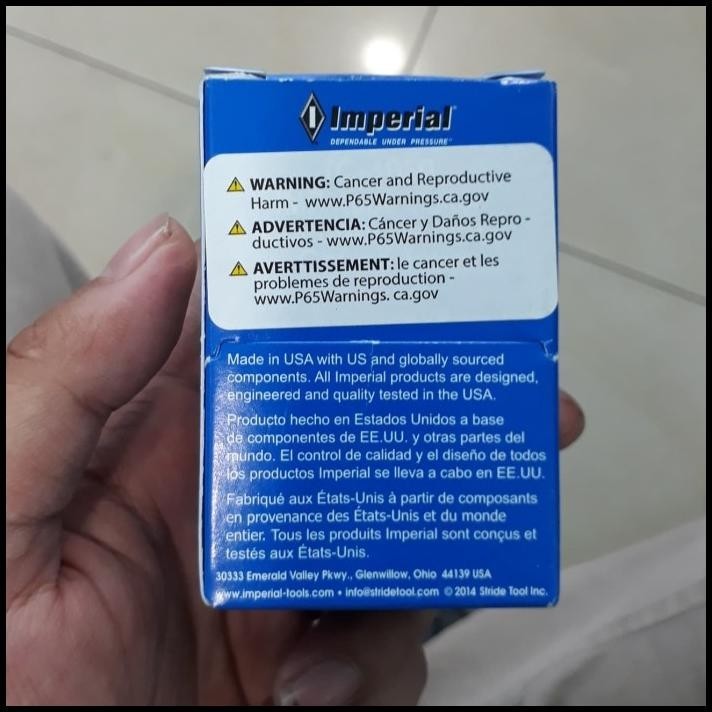 Imperial
DEPENDABLE UNDER PRESSURE™
WARNING: Cancer and Reproductive
Harm - www.P65Warnings.ca.gov
ADVERTENCIA: Cáncer y Daños Repro -
ductivos - www.P65Warnings.ca.gov
AVERTTISSEMENT: le cancer et les
problemes de reproduction -
www.P65Warnings. ca.gov
Made in USA with US and globally sourced
components. All Imperial products are designed,
engineered and quality tested in the USA.
Producto hecho en Estados Unidos a base
de componentes de EE.UU. y otras partes del
mundo. El control de calidad y el diseño de todos
los productos Imperial se lleva a cabo en EE.UU.
Fabriqué aux États-Unis à partir de composants
en provenance des États-Unis et du monde
entier. Tous les produits Imperial sont conçus et
testés aux États-Unis.
30333 Emerald Valley Pkwy., Glenwillow, Ohio 44139 USA
www.imperial-tools.com • info@stridetool.com © 2014 Stride Tool Inc.